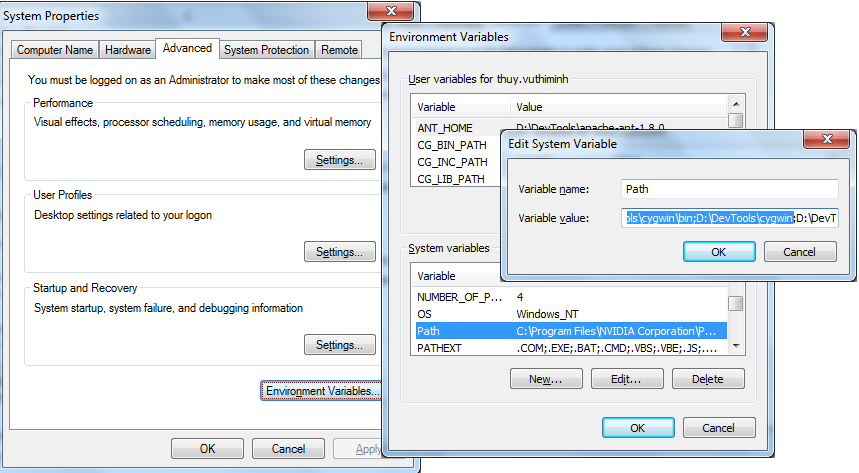 System Properties
Computer Name
Hardware
Advanced
System Protection
Remote
You must be logged on as an Administrator to make most of these changes
Perfomance
Visual effects, processor scheduling, memory usage, and virtual memory
Settings...
User Profiles
Desktop settings related to your logon
Settings...
Startup and Recovery
System startup, system failure, and debugging information
Settings...
Environment Variables...
OK
Cancel
Apply
Environment Variables
User variables for thuy.vuthiminh
Variable Value
ANT_HOME D:\DevTools\apache-ant-1.8.0
CG_BIN_PATH
CG_INC_PATH
CG_LIB_PATH
System variables
Variable
NUMBER_OF_P... 4
OS Windows_NT
Path C:\Program Files\NVIDIA Corporation\P...
PATHEXT .COM;.EXE;.BAT;.CMD;.VBS;.VBE;.JS;....
New...
Edit...
Delete
OK
Cancel
Edit System Variable
Variable name: Path
Variable value: ols\cygwin\bin;D:\DevTools\cygwin;D:\DevT
OK
Cancel